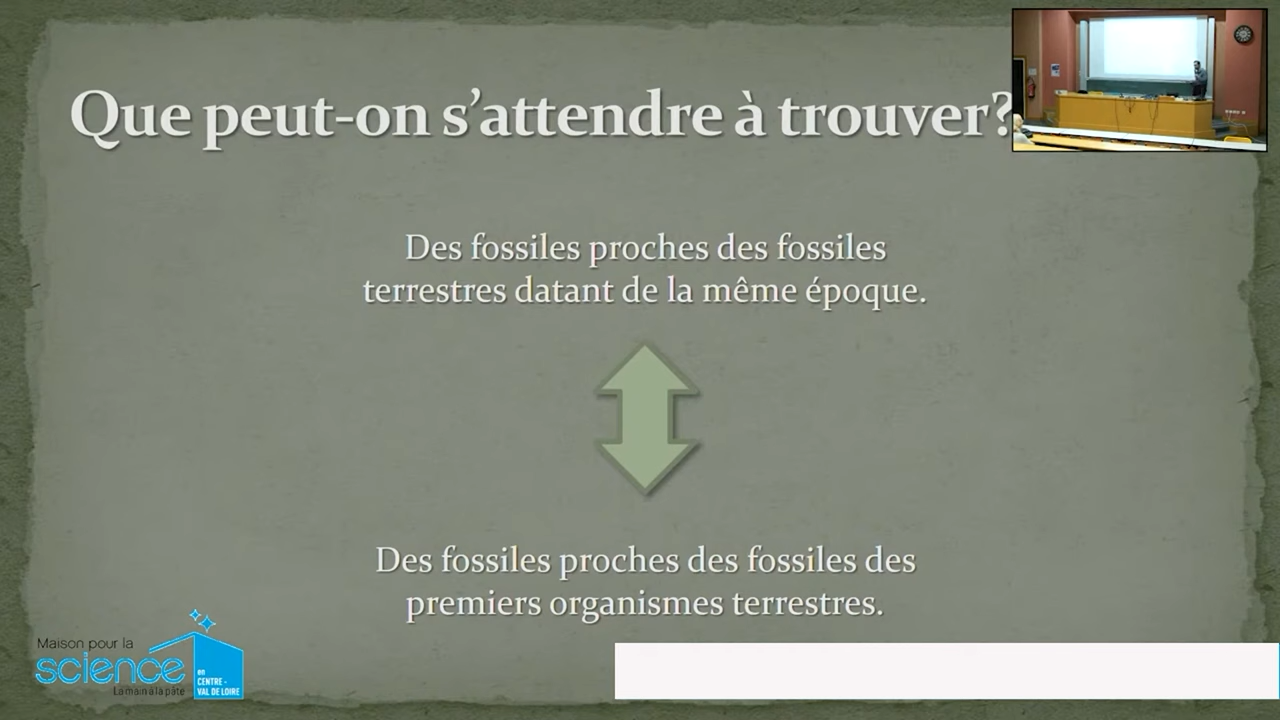 Que peut-on s’attendre à trouver?
Des fossiles proches des fossiles
terrestres datant de la même époque.
Des fossiles proches des fossiles des
premiers organismes terrestres.
Maison pour la
science
La main à la pâte
en
CENTRE -
VAL DE LOIRE